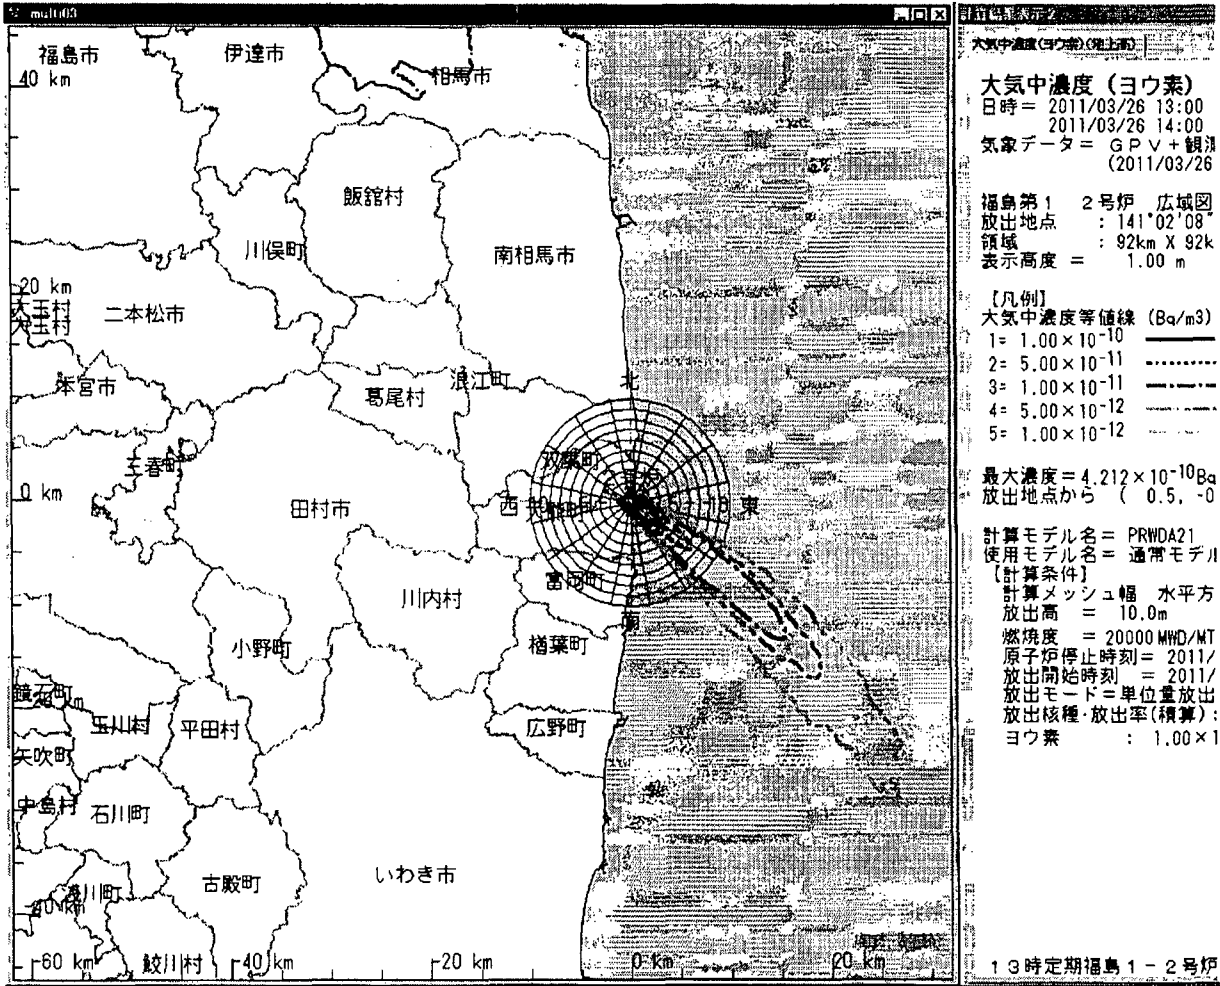 mult03
福島市
伊達市
相馬市
40 km
飯舘村
川俣町
南相馬市
20 km
大玉村
二本松市
本宮市
葛尾村
浪江町
北
三春町
双葉町
0 km
田村市
西
東
富岡町
川内村
南
小野町
楢葉町
鏡石町
玉川村
平田村
広野町
矢吹町
中島村
石川町
古殿町
いわき市
鮫川村
-60 km
-40 km
-20 km
0 km
20 km
大気中濃度(ヨウ素)(地上高)
大気中濃度 (ヨウ素)
日時= 2011/03/26 13:00
2011/03/26 14:00
気象データ= GPV+観測
(2011/03/26
福島第1 2号炉 広域図
放出地点 : 141°02'08"
領域 : 92km X 92k
表示高度 = 1.00 m
【凡例】
大気中濃度等値線 (Bq/m3)
1= 1.00×10-10
2= 5.00×10-11
3= 1.00×10-11
4= 5.00×10-12
5= 1.00×10-12
最大濃度=4.212×10-10Bq
放出地点から ( 0.5, -0
計算モデル名= PRWDA21
使用モデル名= 通常モデル
【計算条件】
計算メッシュ幅 水平方
放出高 = 10.0m
燃焼度 =20000MWD/MT
原子炉停止時刻= 2011/
放出開始時刻 = 2011/
放出モード=単位量放出
放出核種・放出率(積算):
ヨウ素 : 1.00×1
13時定期福島1-2号炉